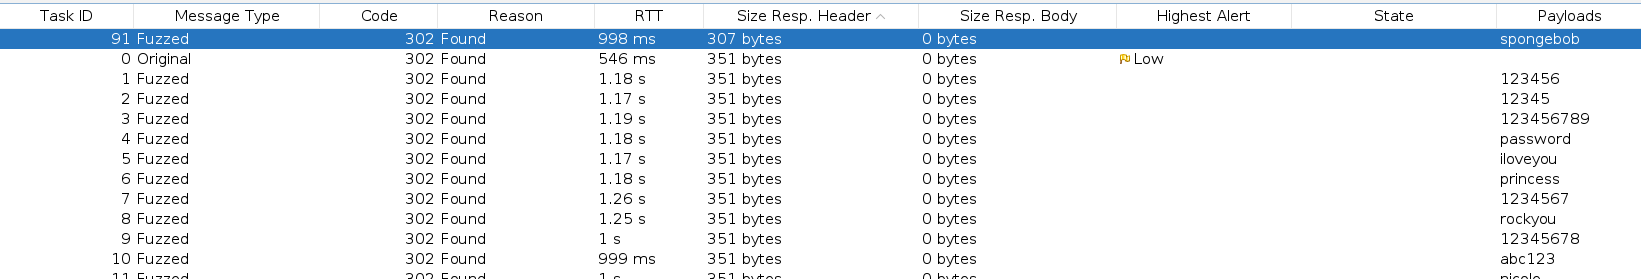 Task ID Message Type Code Reason RTT Size Resp. Header Size Resp. Body Highest Alert State Payloads
91 Fuzzed 302 Found 998 ms 307 bytes 0 bytes spongebob
0 Original 302 Found 546 ms 351 bytes 0 bytes Low
1 Fuzzed 302 Found 1.18 s 351 bytes 0 bytes 123456
2 Fuzzed 302 Found 1.17 s 351 bytes 0 bytes 12345
3 Fuzzed 302 Found 1.19 s 351 bytes 0 bytes 123456789
4 Fuzzed 302 Found 1.18 s 351 bytes 0 bytes password
5 Fuzzed 302 Found 1.17 s 351 bytes 0 bytes iloveyou
6 Fuzzed 302 Found 1.18 s 351 bytes 0 bytes princess
7 Fuzzed 302 Found 1.26 s 351 bytes 0 bytes 1234567
8 Fuzzed 302 Found 1.25 s 351 bytes 0 bytes rockyou
9 Fuzzed 302 Found 1 s 351 bytes 0 bytes 12345678
10 Fuzzed 302 Found 999 ms 351 bytes 0 bytes abc123
11 Fuzzed 302 Found 1 s 351 bytes 0 bytes nicole